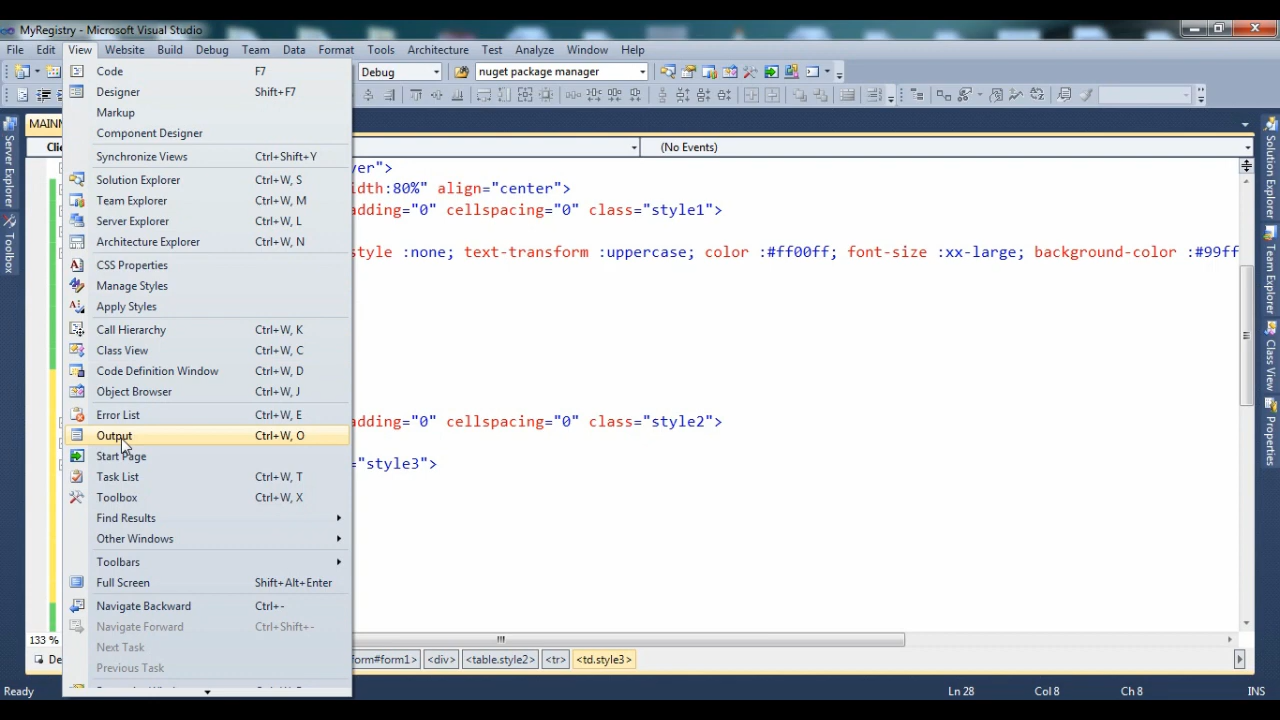 MyRegistry - Microsoft Visual Studio
File Edit View Website Build Debug Team Data Format Tools Architecture Test Analyze Window Help
Debug nuget package manager
MAINM
Clie (No Events)
Server Explorer
Toolbox
Code F7
Designer Shift+F7
Markup
Component Designer
Synchronize Views Ctrl+Shift+Y
Solution Explorer Ctrl+W, S
Team Explorer Ctrl+W, M
Server Explorer Ctrl+W, L
Architecture Explorer Ctrl+W, N
CSS Properties
Manage Styles
Apply Styles
Call Hierarchy Ctrl+W, K
Class View Ctrl+W, C
Code Definition Window Ctrl+W, D
Object Browser Ctrl+W, J
Error List Ctrl+W, E
Output Ctrl+W, O
Start Page
Task List Ctrl+W, T
Toolbox Ctrl+W, X
Find Results
Other Windows
Toolbars
Full Screen Shift+Alt+Enter
Navigate Backward Ctrl+-
Navigate Forward Ctrl+Shift+-
Next Task
Previous Task
ver">
idth:80%" align="center">
adding="0" cellspacing="0" class="style1">
style :none; text-transform :uppercase; color :#ff00ff; font-size :xx-large; background-color :#99ff
adding="0" cellspacing="0" class="style2">
="style3">
Solution Explorer
Team Explorer
Class View
Properties
133 %
De orm#form1> <div> <table.style2> <tr> <td.style3>
Ready Ln 28 Col 8 Ch 8 INS